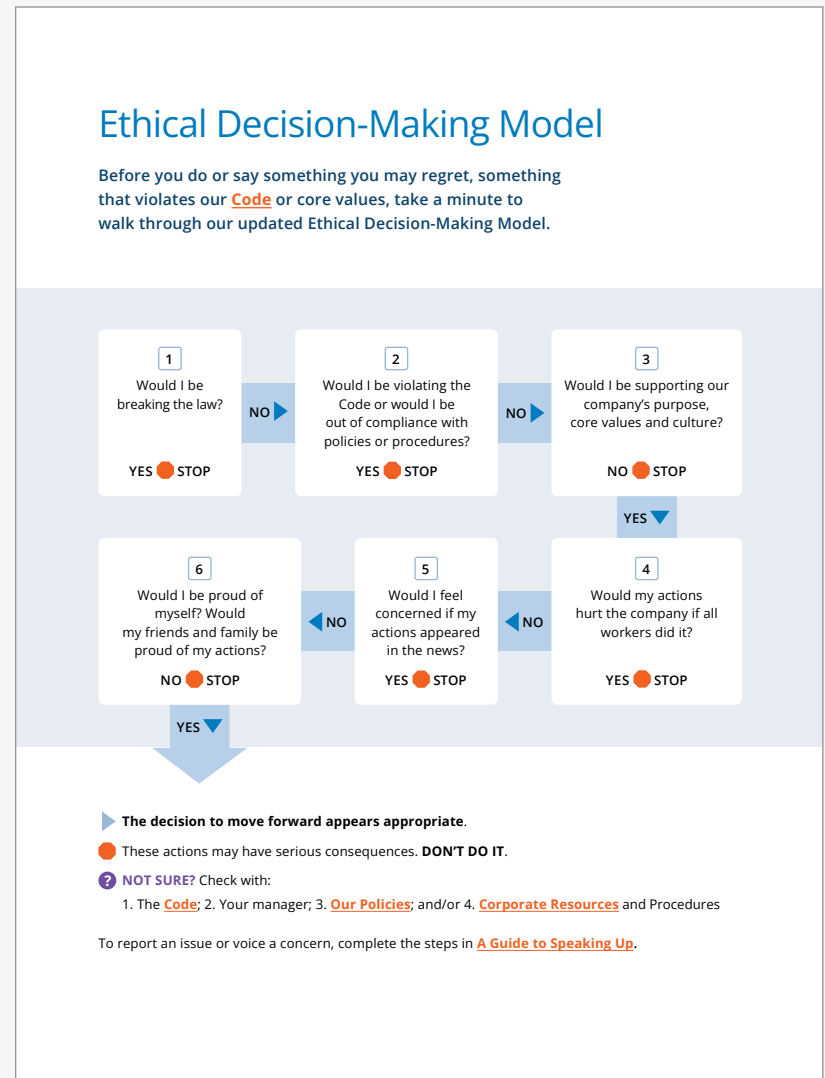 Ethical Decision-Making Model
Before you do or say something you may regret, something
that violates our Code or core values, take a minute to
walk through our updated Ethical Decision-Making Model.
1
Would I be
breaking the law?
YES STOP
NO
2
Would I be violating the
Code or would I be
out of compliance with
policies or procedures?
YES STOP
NO
3
Would I be supporting our
company’s purpose,
core values and culture?
NO STOP
YES
4
Would my actions
hurt the company if all
workers did it?
YES STOP
NO
5
Would I feel
concerned if my
actions appeared
in the news?
YES STOP
NO
6
Would I be proud of
myself? Would
my friends and family be
proud of my actions?
NO STOP
YES
The decision to move forward appears appropriate.
These actions may have serious consequences. DON’T DO IT.
? NOT SURE? Check with:
1. The Code; 2. Your manager; 3. Our Policies; and/or 4. Corporate Resources and Procedures
To report an issue or voice a concern, complete the steps in A Guide to Speaking Up.